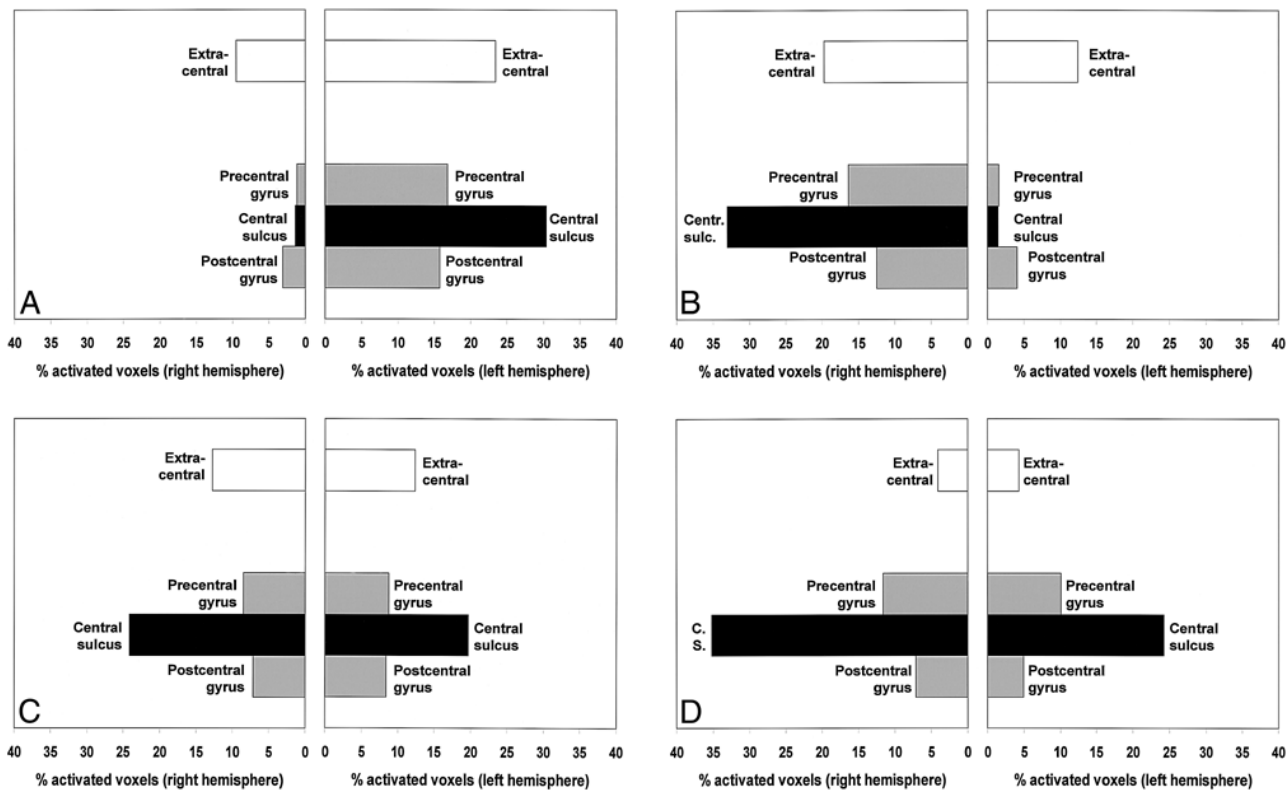 Extra-
central
Extra-
central
Precentral
gyrus
Precentral
gyrus
Central
sulcus
Central
sulcus
Postcentral
gyrus
Postcentral
gyrus
A
40 35 30 25 20 15 10 5 0
0 5 10 15 20 25 30 35 40
% activated voxels (right hemisphere)
% activated voxels (left hemisphere)
Extra-
central
Extra-
central
Precentral
gyrus
Precentral
gyrus
Centr.
sulc.
Central
sulcus
Postcentral
gyrus
Postcentral
gyrus
B
40 35 30 25 20 15 10 5 0
0 5 10 15 20 25 30 35 40
% activated voxels (right hemisphere)
% activated voxels (left hemisphere)
Extra-
central
Extra-
central
Precentral
gyrus
Precentral
gyrus
Central
sulcus
Central
sulcus
Postcentral
gyrus
Postcentral
gyrus
C
40 35 30 25 20 15 10 5 0
0 5 10 15 20 25 30 35 40
% activated voxels (right hemisphere)
% activated voxels (left hemisphere)
Extra-
central
Extra-
central
Precentral
gyrus
Precentral
gyrus
C.
S.
Central
sulcus
Postcentral
gyrus
Postcentral
gyrus
D
40 35 30 25 20 15 10 5 0
0 5 10 15 20 25 30 35 40
% activated voxels (right hemisphere)
% activated voxels (left hemisphere)